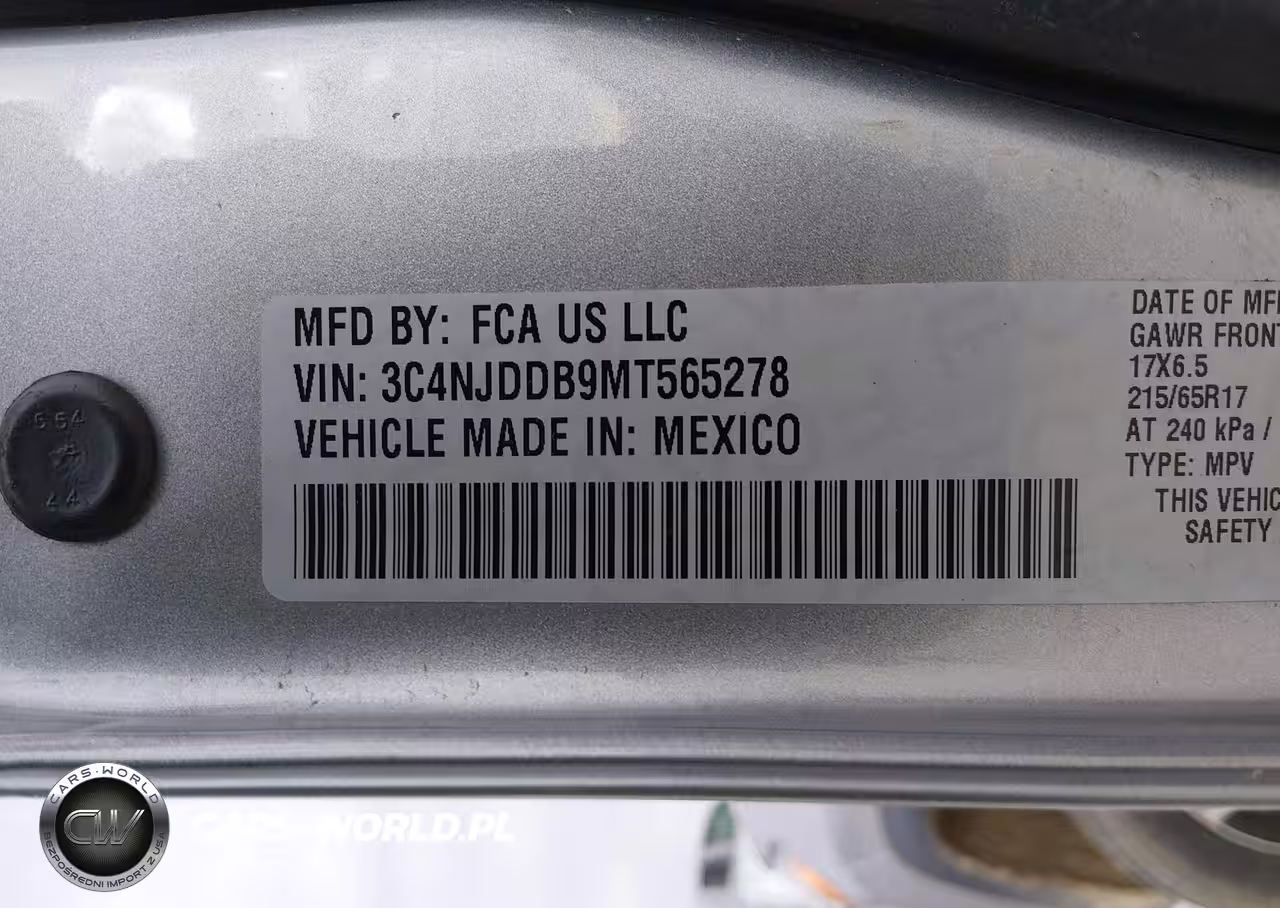 MFD BY: FCA US LLC
VIN: 3C4NJDDB9MT565278
VEHICLE MADE IN: MEXICO
DATE OF MF
GAWR FRONT
17X6.5
215/65R17
AT 240 kPa /
TYPE: MPV
THIS VEHIC
SAFETY
564
44
CARS·WORLD
CW
BEZPOŚREDNI IMPORT Z USA
WORLD.PL